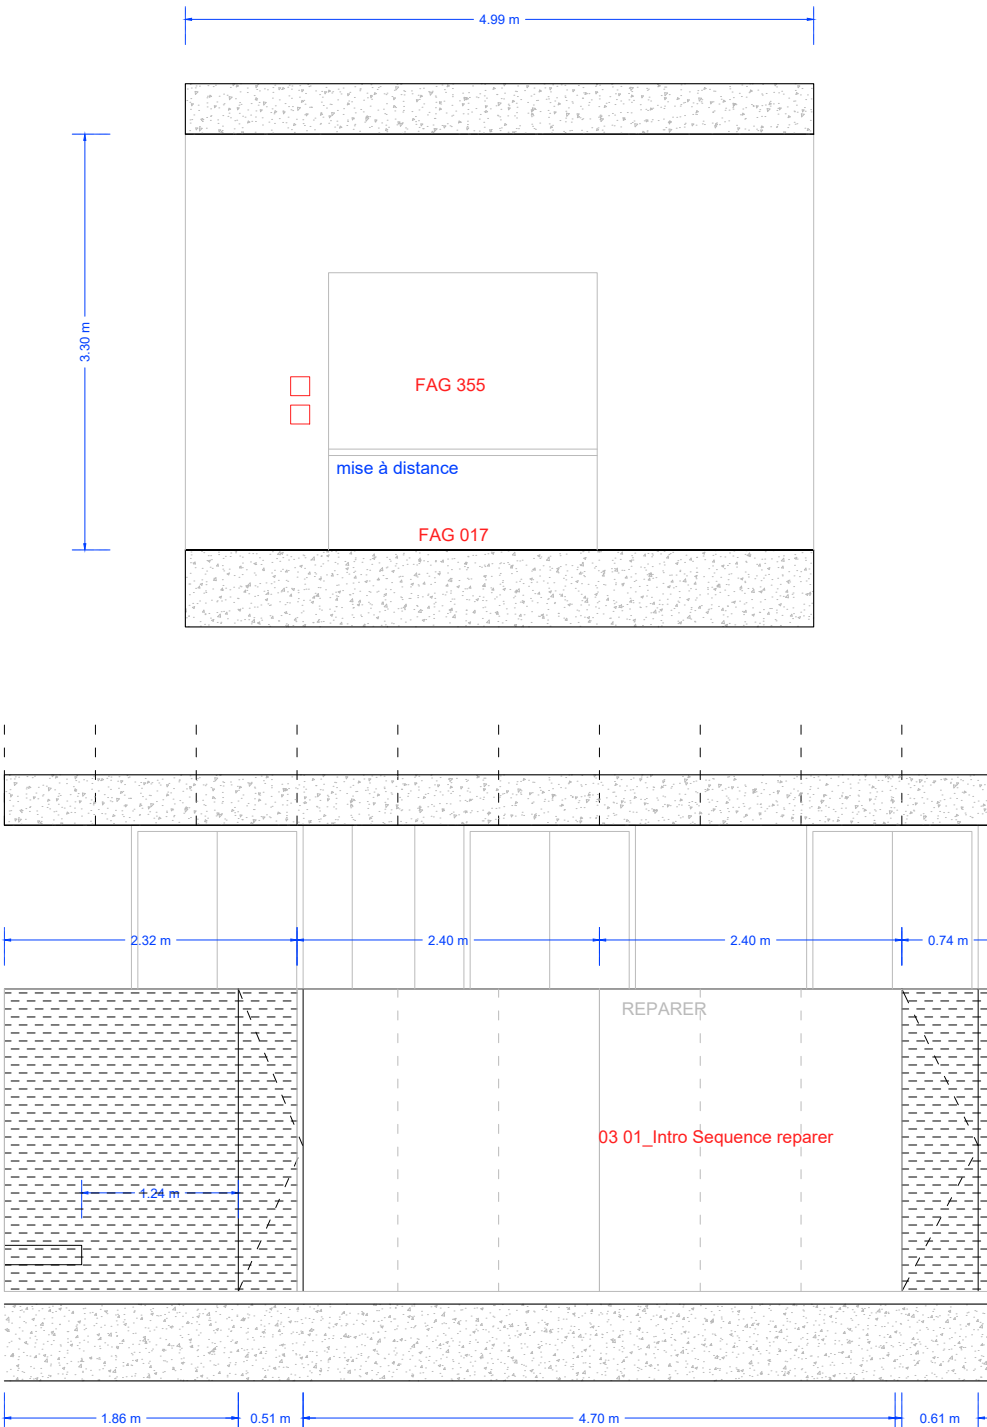 4.99 m
3.30 m
FAG 355
mise à distance
FAG 017
2.32 m
2.40 m
2.40 m
0.74 m
REPARER
03 01_Intro Sequence reparer
1.24 m
1.86 m
0.51 m
4.70 m
0.61 m